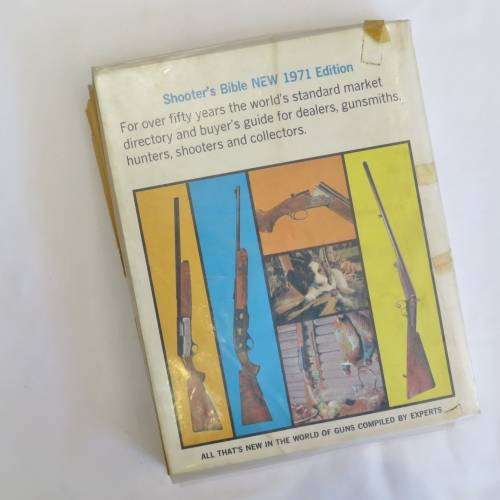 Shooter's Bible NEW 1971 Edition
For over fifty years the world's standard market
directory and buyer's guide for dealers, gunsmiths,
hunters, shooters and collectors.
ALL THAT'S NEW IN THE WORLD OF GUNS COMPILED BY EXPERTS